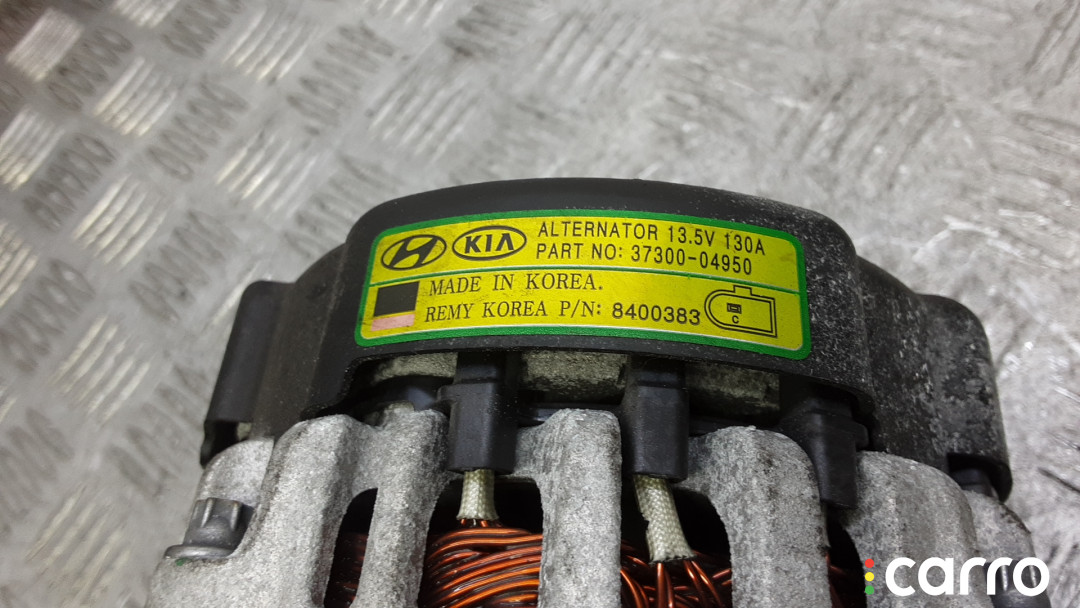 KIA
ALTERNATOR 13.5V 130A
PART NO: 37300-04950
MADE IN KOREA.
REMY KOREA P/N: 8400383
C
carro